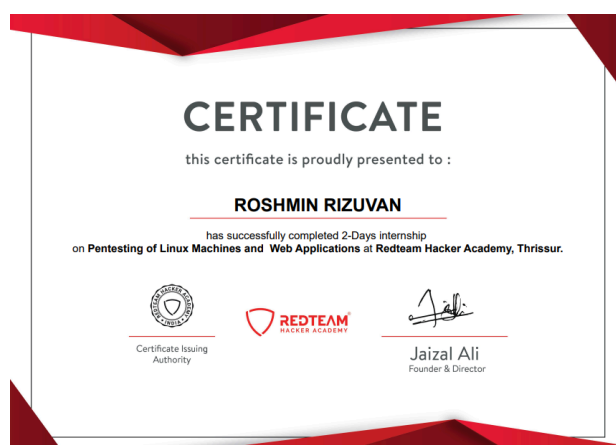 CERTIFICATE
this certificate is proudly presented to :
ROSHMIN RIZUVAN
has successfully completed 2-Days internship
on Pentesting of Linux Machines and Web Applications at Redteam Hacker Academy, Thrissur.
REDTEAM HACKER ACADEMY
• INDIA •
Certificate Issuing
Authority
REDTEAM
HACKER ACADEMY
Jaizal Ali
Founder & Director